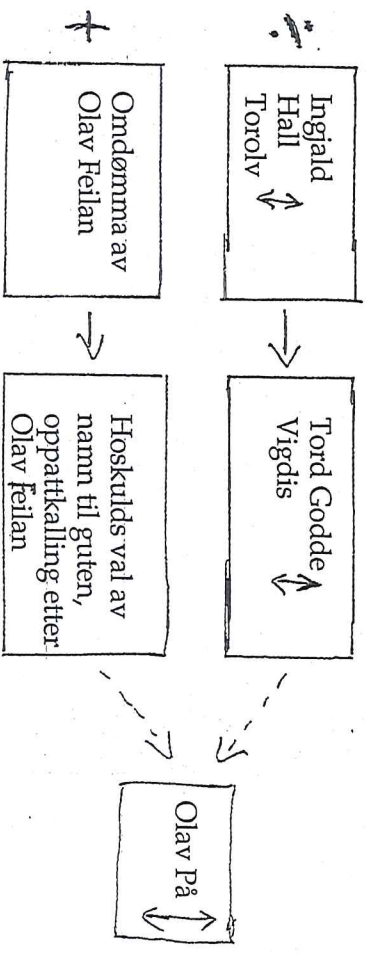 ÷
Ingjald
Hall
Torolv
Tord Godde
Vigdis
Olav På
+
Omdømma av
Olav Feilan
Hoskulds val av
namn til guten,
oppattkalling etter
Olav Feilan